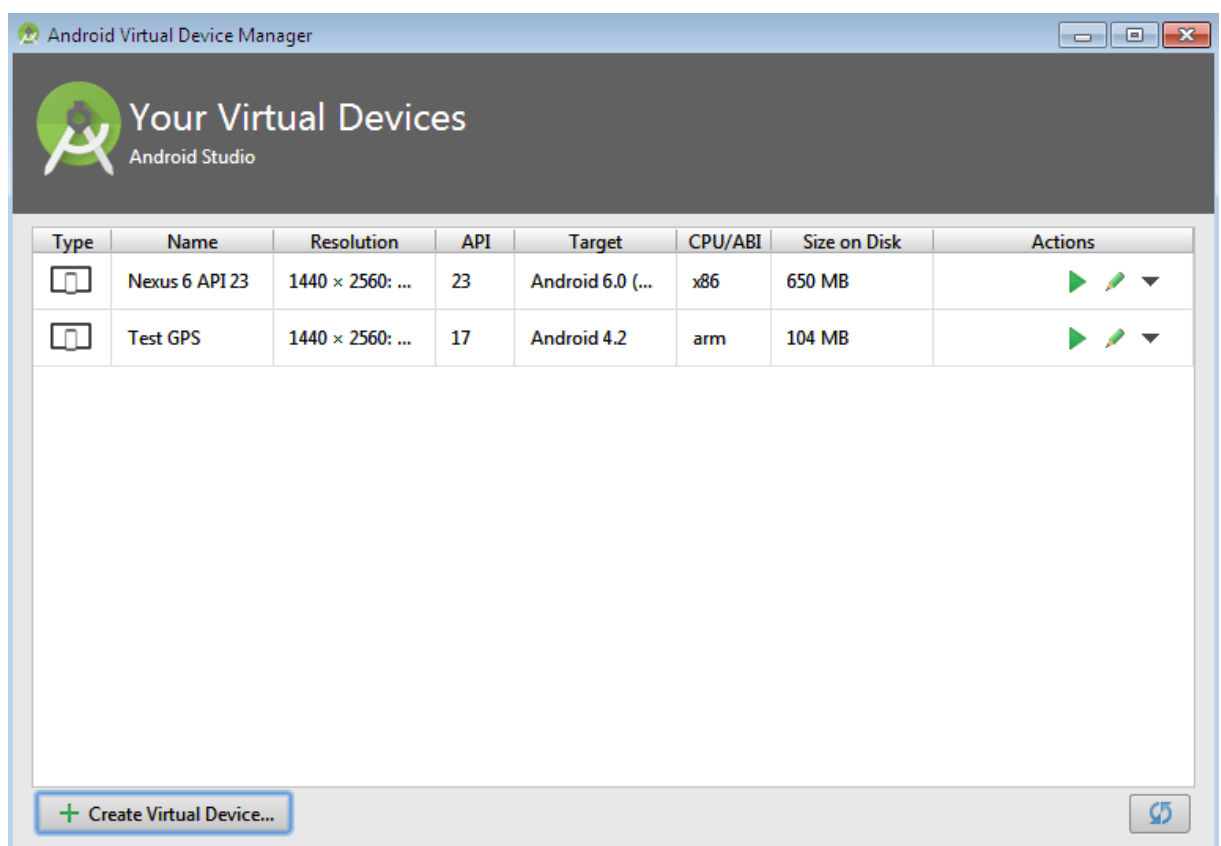 Android Virtual Device Manager
Your Virtual Devices
Android Studio
Type Name Resolution API Target CPU/ABI Size on Disk Actions
Nexus 6 API 23 1440 × 2560: ... 23 Android 6.0 (... x86 650 MB
Test GPS 1440 × 2560: ... 17 Android 4.2 arm 104 MB
Create Virtual Device...